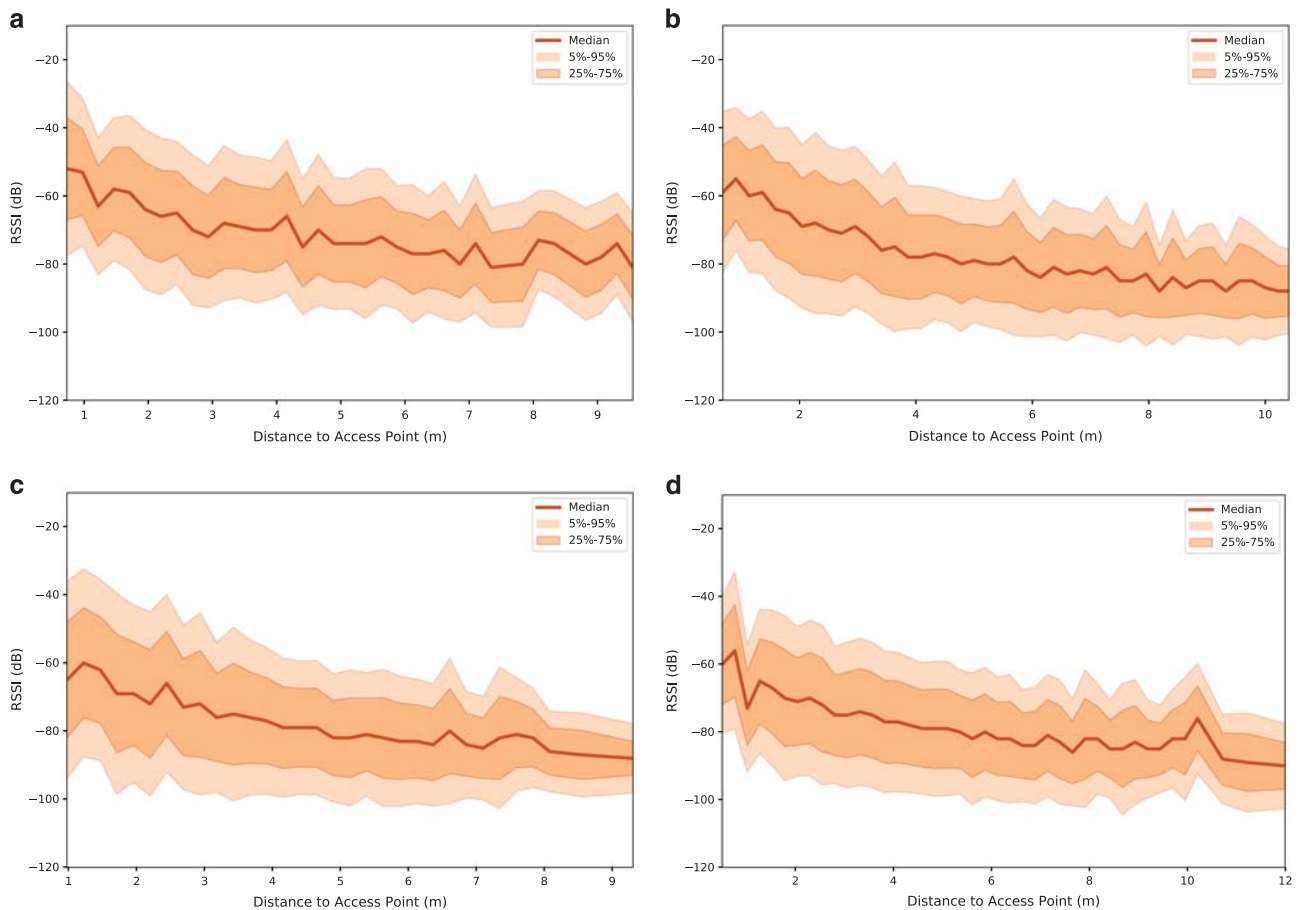 a
Median
5%-95%
25%-75%
RSSI (dB)
−20
−40
−60
−80
−100
−120
1 2 3 4 5 6 7 8 9
Distance to Access Point (m)
b
Median
5%-95%
25%-75%
RSSI (dB)
−20
−40
−60
−80
−100
−120
2 4 6 8 10
Distance to Access Point (m)
c
Median
5%-95%
25%-75%
RSSI (dB)
−20
−40
−60
−80
−100
−120
1 2 3 4 5 6 7 8 9
Distance to Access Point (m)
d
Median
5%-95%
25%-75%
RSSI (dB)
−20
−40
−60
−80
−100
−120
2 4 6 8 10 12
Distance to Access Point (m)